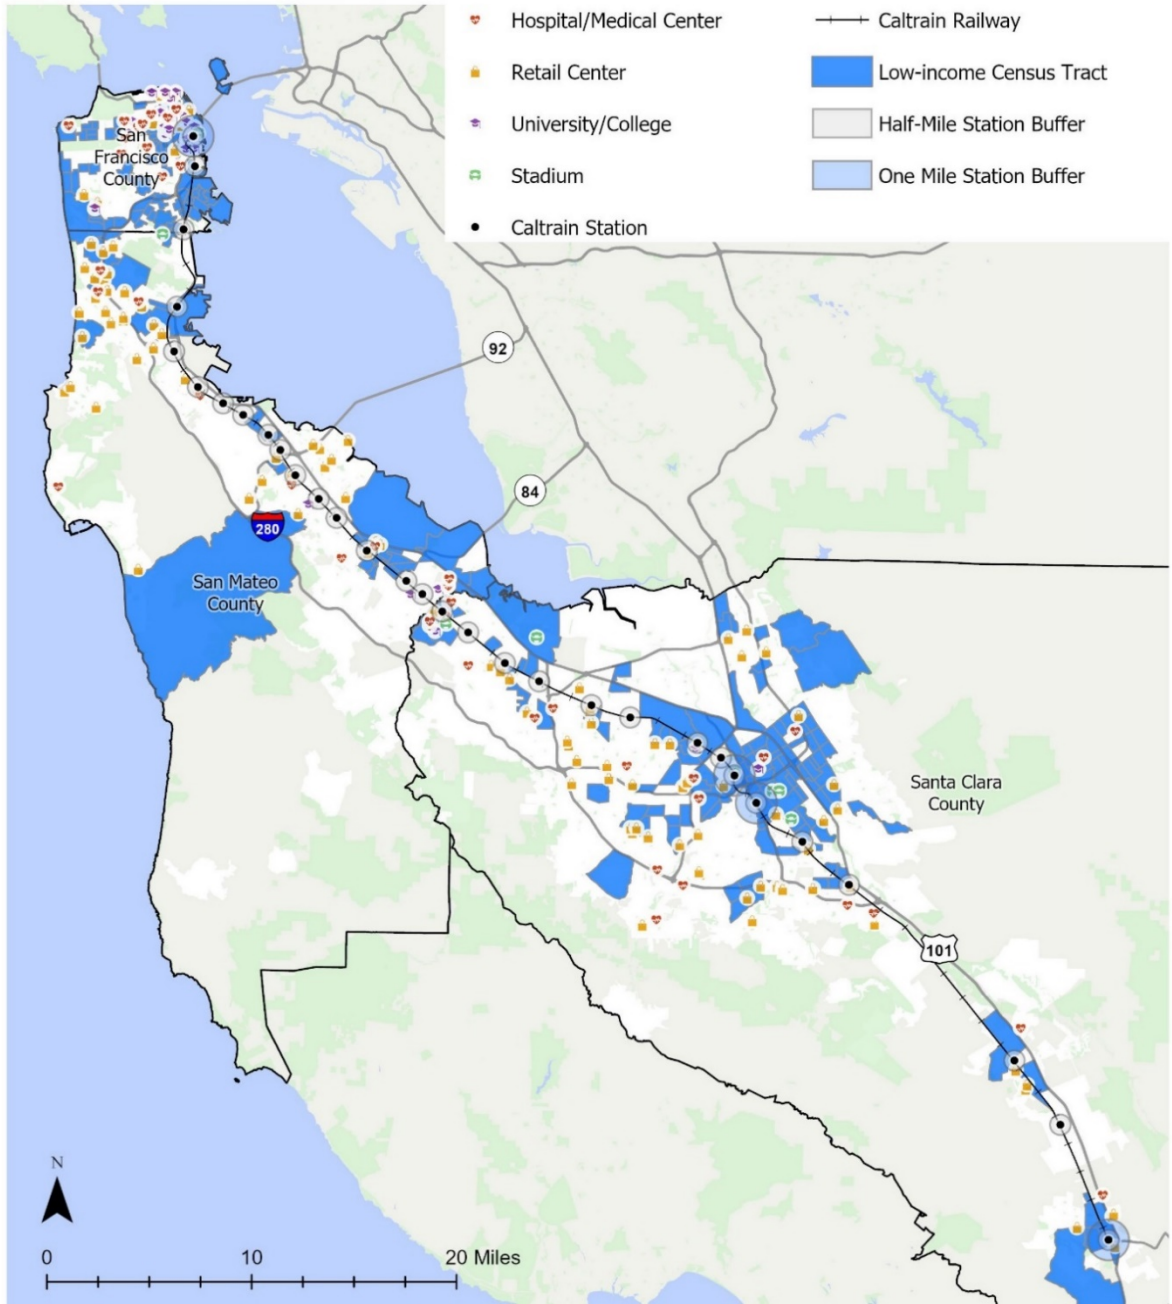 Hospital/Medical Center
Retail Center
University/College
Stadium
Caltrain Station
Caltrain Railway
Low-income Census Tract
Half-Mile Station Buffer
One Mile Station Buffer
San
Francisco
County
92
84
280
San Mateo
County
Santa Clara
County
101
N
0
10
20 Miles